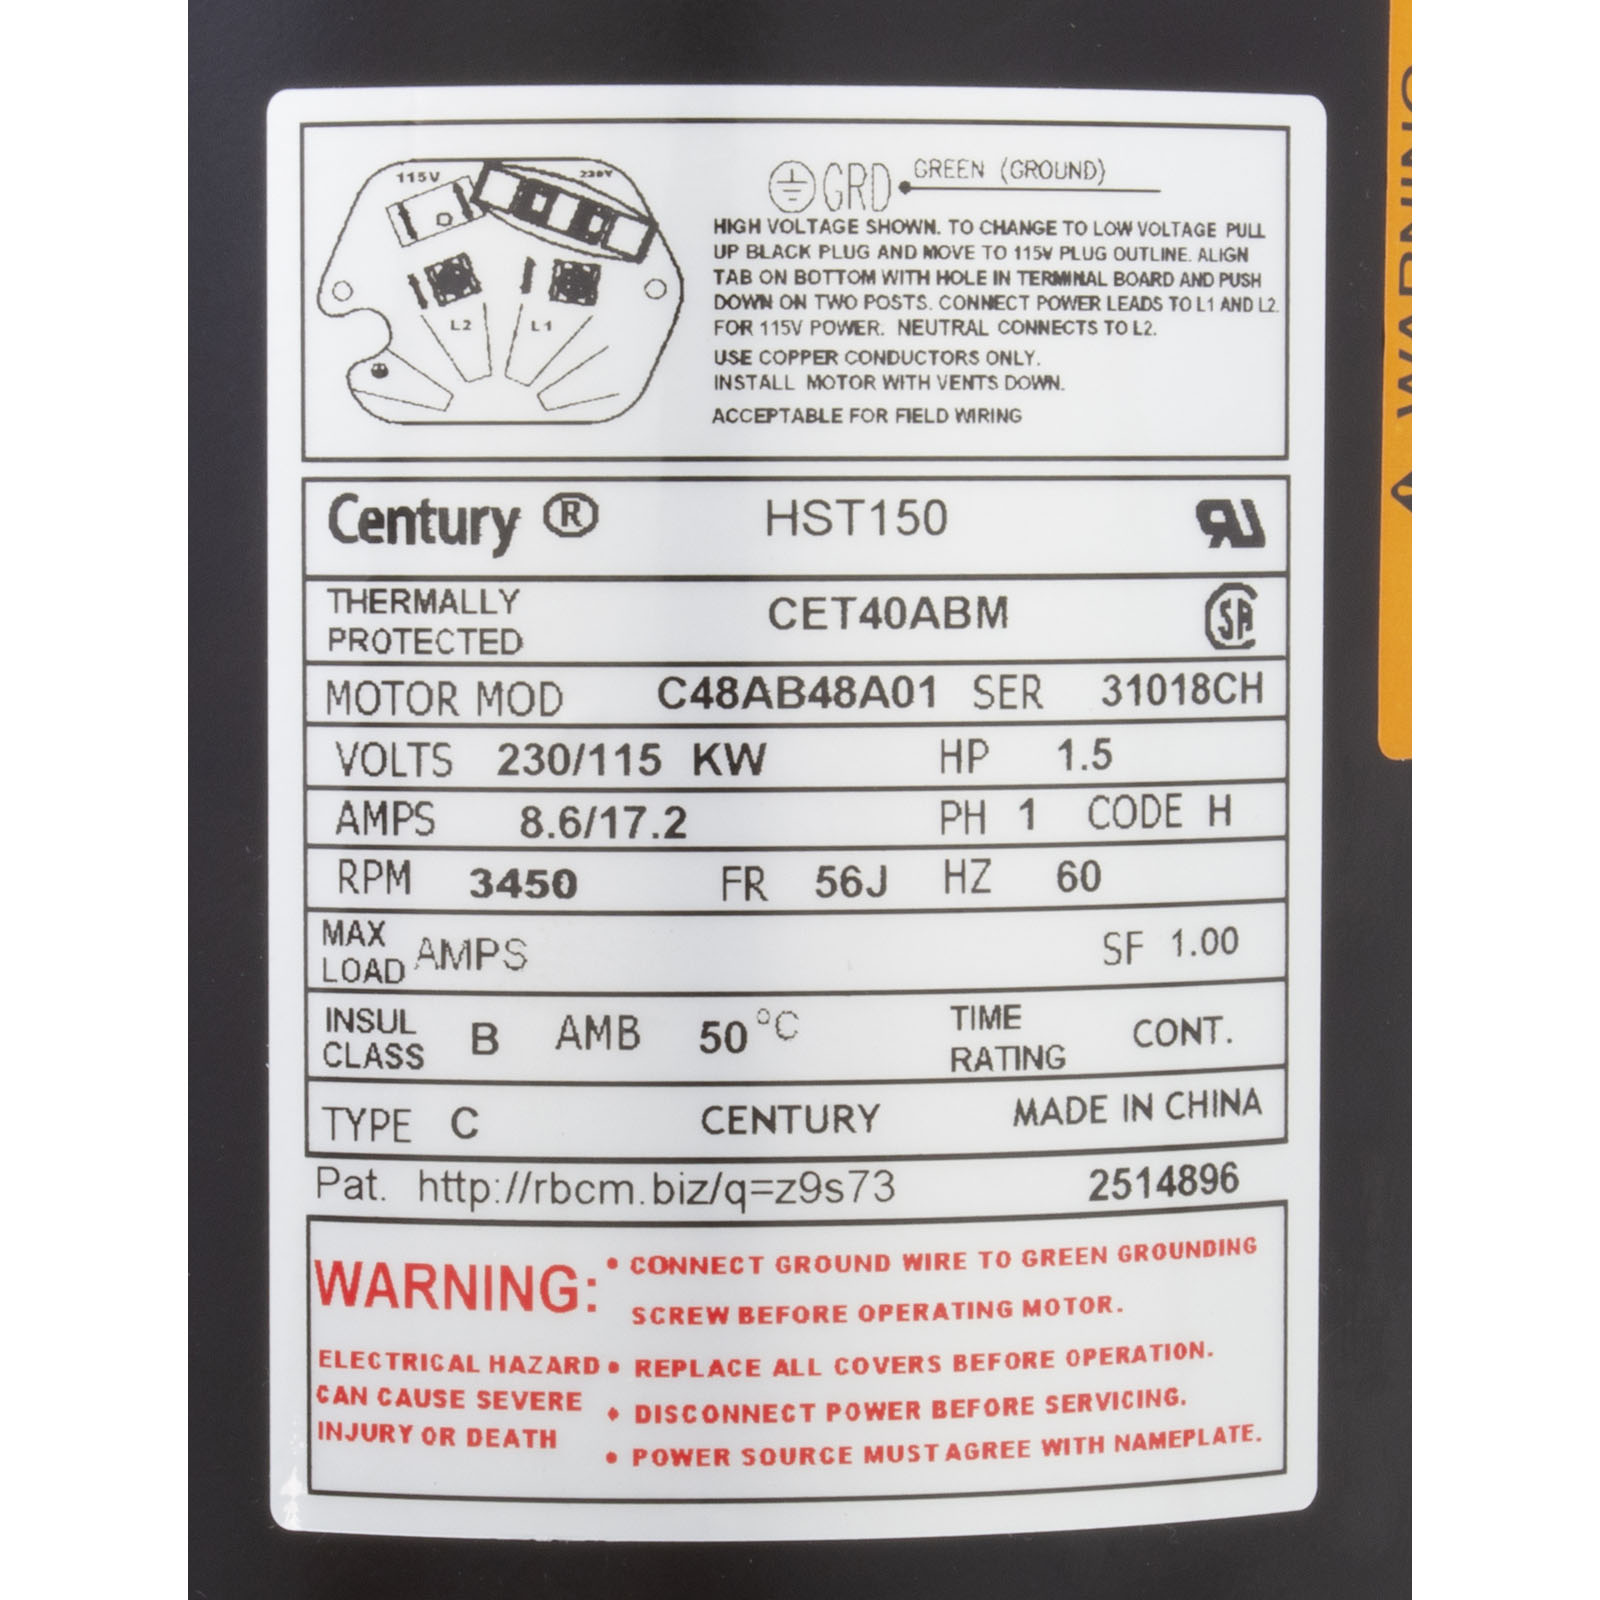 115V
230V
L2
L1
GRD GREEN (GROUND)
HIGH VOLTAGE SHOWN. TO CHANGE TO LOW VOLTAGE PULL
UP BLACK PLUG AND MOVE TO 115V PLUG OUTLINE. ALIGN
TAB ON BOTTOM WITH HOLE IN TERMINAL BOARD AND PUSH
DOWN ON TWO POSTS. CONNECT POWER LEADS TO L1 AND L2.
FOR 115V POWER. NEUTRAL CONNECTS TO L2.
USE COPPER CONDUCTORS ONLY.
INSTALL MOTOR WITH VENTS DOWN.
ACCEPTABLE FOR FIELD WIRING
Century ® HST150 RU
THERMALLY
PROTECTED
CET40ABM
SA
MOTOR MOD C48AB48A01 SER 31018CH
VOLTS 230/115 KW HP 1.5
AMPS 8.6/17.2 PH 1 CODE H
RPM 3450 FR 56J HZ 60
MAX
LOAD
AMPS SF 1.00
INSUL
CLASS
B AMB 50 °C
TIME
RATING
CONT.
TYPE C CENTURY MADE IN CHINA
Pat. http://rbcm.biz/q=z9s73 2514896
WARNING:
ELECTRICAL HAZARD
CAN CAUSE SEVERE
INJURY OR DEATH
• CONNECT GROUND WIRE TO GREEN GROUNDING
SCREW BEFORE OPERATING MOTOR.
• REPLACE ALL COVERS BEFORE OPERATION.
• DISCONNECT POWER BEFORE SERVICING.
• POWER SOURCE MUST AGREE WITH NAMEPLATE.
WARNING